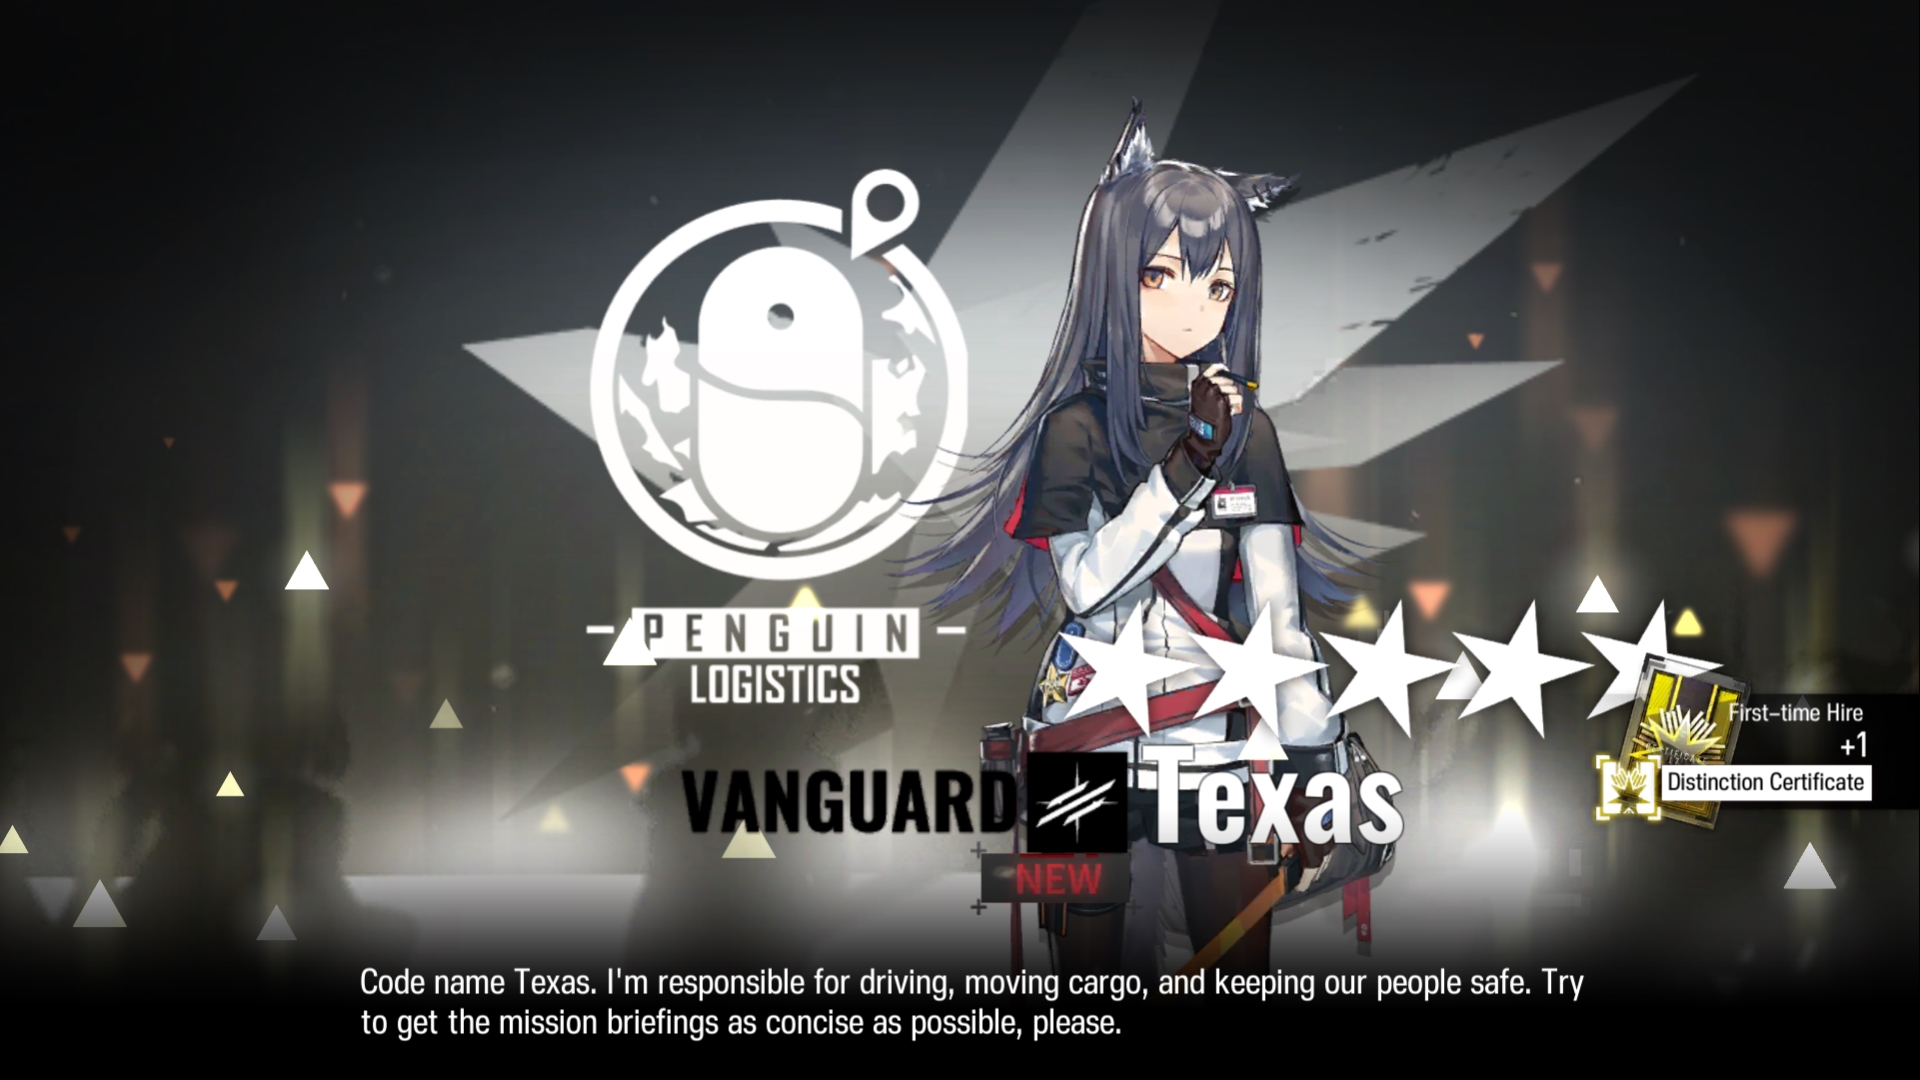 PENGUIN
LOGISTICS
First-time Hire
+1
Distinction Certificate
VANGUARD Texas
NEW
Code name Texas. I'm responsible for driving, moving cargo, and keeping our people safe. Try
to get the mission briefings as concise as possible, please.